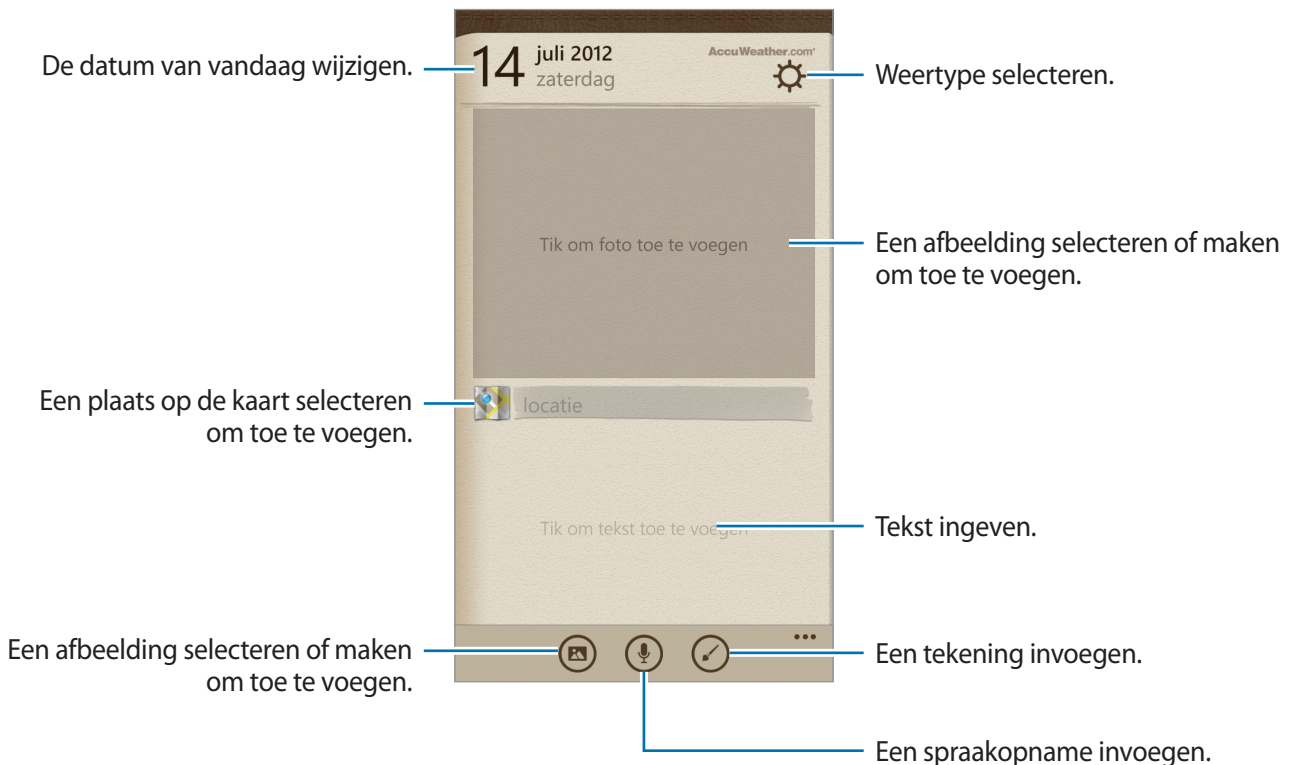 De datum van vandaag wijzigen.
14
juli 2012
zaterdag
AccuWeather.com
Weertype selecteren.
Tik om foto toe te voegen
Een afbeelding selecteren of maken
om toe te voegen.
Een plaats op de kaart selecteren
om toe te voegen.
locatie
Tik om tekst toe te voegen
Tekst ingeven.
Een afbeelding selecteren of maken
om toe te voegen.
Een tekening invoegen.
Een spraakopname invoegen.